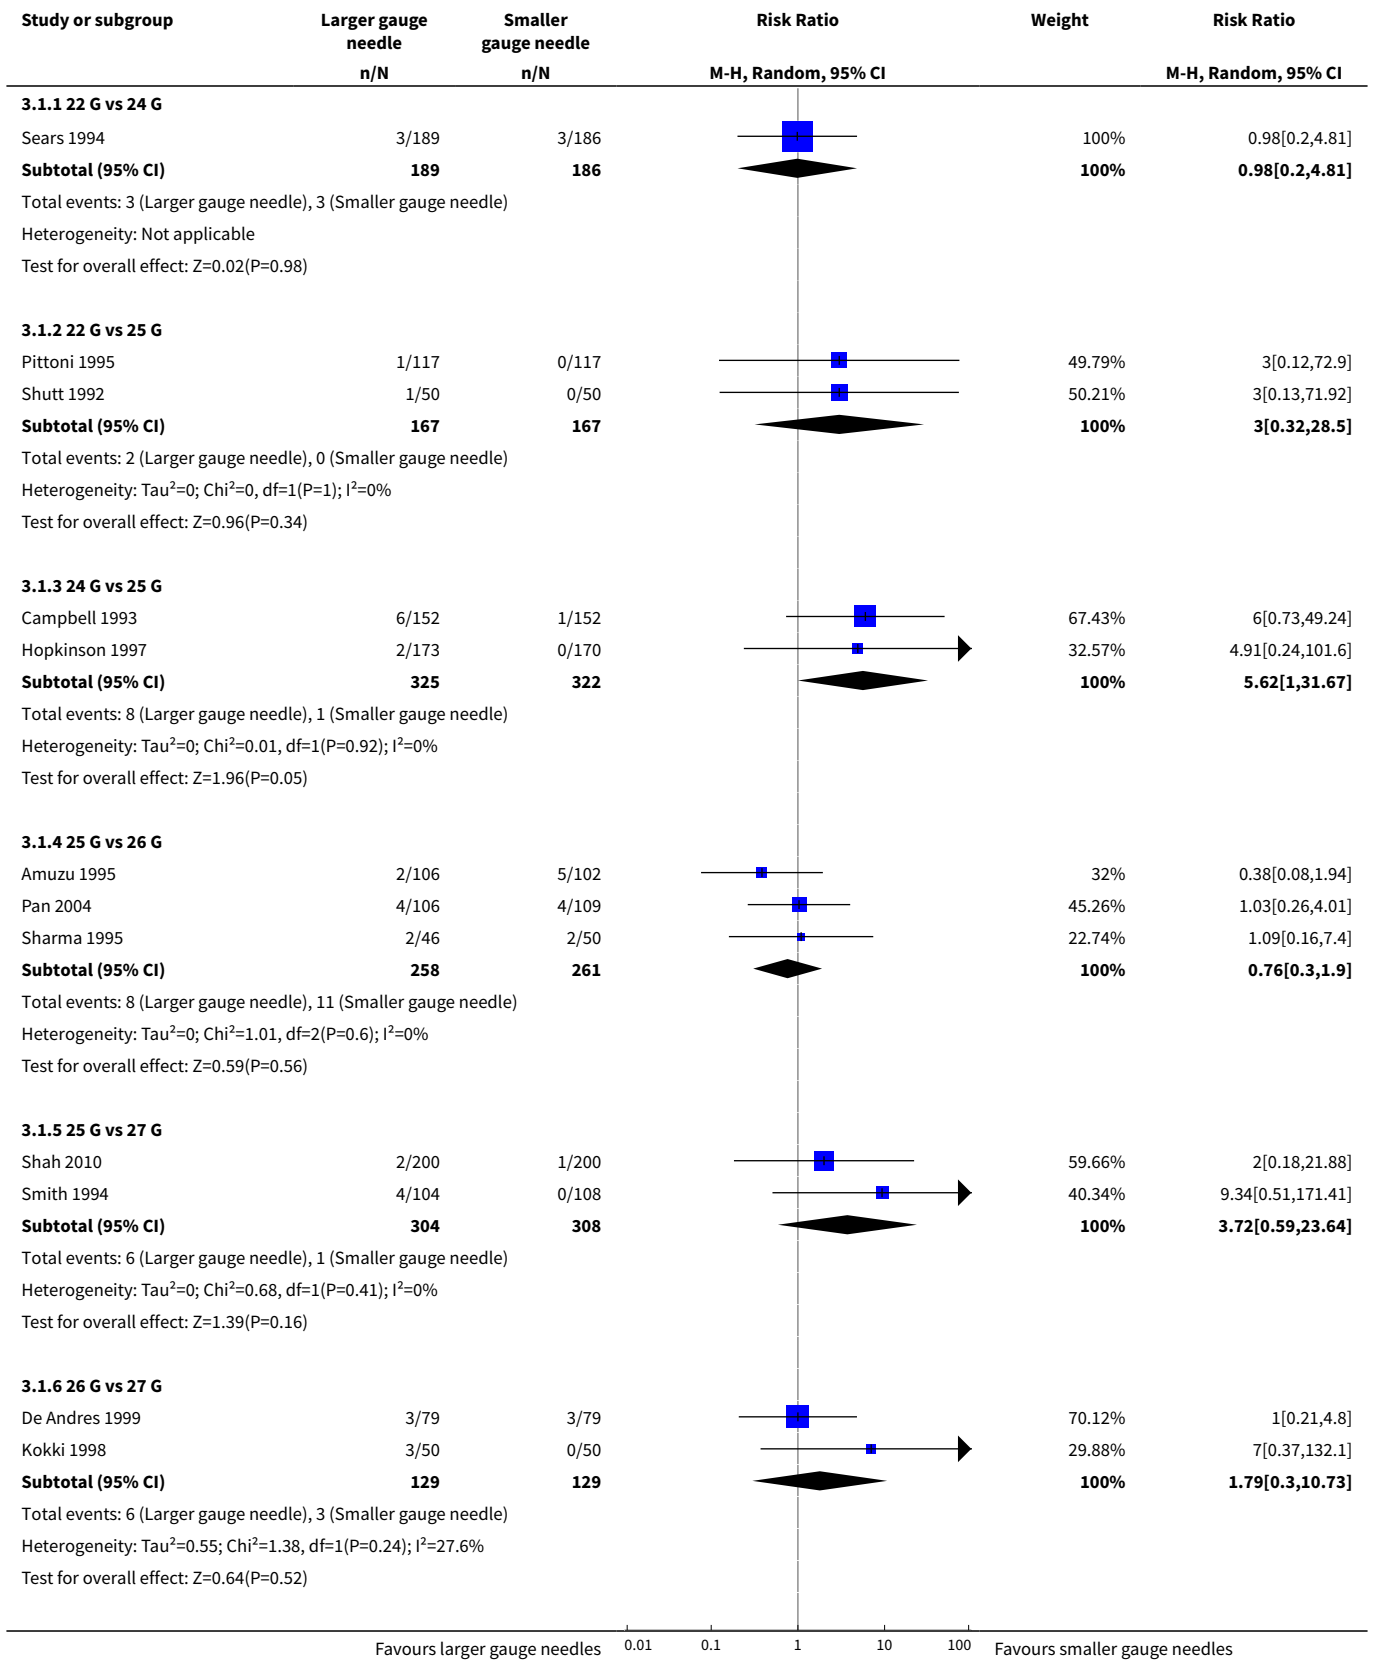 Study or subgroup Larger gauge needle Smaller gauge needle Risk Ratio Weight Risk Ratio
n/N n/N M-H, Random, 95% CI M-H, Random, 95% CI
3.1.1 22 G vs 24 G
Sears 1994 3/189 3/186 100% 0.98[0.2,4.81]
Subtotal (95% CI) 189 186 100% 0.98[0.2,4.81]
Total events: 3 (Larger gauge needle), 3 (Smaller gauge needle)
Heterogeneity: Not applicable
Test for overall effect: Z=0.02(P=0.98)
3.1.2 22 G vs 25 G
Pittoni 1995 1/117 0/117 49.79% 3[0.12,72.9]
Shutt 1992 1/50 0/50 50.21% 3[0.13,71.92]
Subtotal (95% CI) 167 167 100% 3[0.32,28.5]
Total events: 2 (Larger gauge needle), 0 (Smaller gauge needle)
Heterogeneity: Tau²=0; Chi²=0, df=1(P=1); I²=0%
Test for overall effect: Z=0.96(P=0.34)
3.1.3 24 G vs 25 G
Campbell 1993 6/152 1/152 67.43% 6[0.73,49.24]
Hopkinson 1997 2/173 0/170 32.57% 4.91[0.24,101.6]
Subtotal (95% CI) 325 322 100% 5.62[1,31.67]
Total events: 8 (Larger gauge needle), 1 (Smaller gauge needle)
Heterogeneity: Tau²=0; Chi²=0.01, df=1(P=0.92); I²=0%
Test for overall effect: Z=1.96(P=0.05)
3.1.4 25 G vs 26 G
Amuzu 1995 2/106 5/102 32% 0.38[0.08,1.94]
Pan 2004 4/106 4/109 45.26% 1.03[0.26,4.01]
Sharma 1995 2/46 2/50 22.74% 1.09[0.16,7.4]
Subtotal (95% CI) 258 261 100% 0.76[0.3,1.9]
Total events: 8 (Larger gauge needle), 11 (Smaller gauge needle)
Heterogeneity: Tau²=0; Chi²=1.01, df=2(P=0.6); I²=0%
Test for overall effect: Z=0.59(P=0.56)
3.1.5 25 G vs 27 G
Shah 2010 2/200 1/200 59.66% 2[0.18,21.88]
Smith 1994 4/104 0/108 40.34% 9.34[0.51,171.41]
Subtotal (95% CI) 304 308 100% 3.72[0.59,23.64]
Total events: 6 (Larger gauge needle), 1 (Smaller gauge needle)
Heterogeneity: Tau²=0; Chi²=0.68, df=1(P=0.41); I²=0%
Test for overall effect: Z=1.39(P=0.16)
3.1.6 26 G vs 27 G
De Andres 1999 3/79 3/79 70.12% 1[0.21,4.8]
Kokki 1998 3/50 0/50 29.88% 7[0.37,132.1]
Subtotal (95% CI) 129 129 100% 1.79[0.3,10.73]
Total events: 6 (Larger gauge needle), 3 (Smaller gauge needle)
Heterogeneity: Tau²=0.55; Chi²=1.38, df=1(P=0.24); I²=27.6%
Test for overall effect: Z=0.64(P=0.52)
Favours larger gauge needles 0.01 0.1 1 10 100 Favours smaller gauge needles